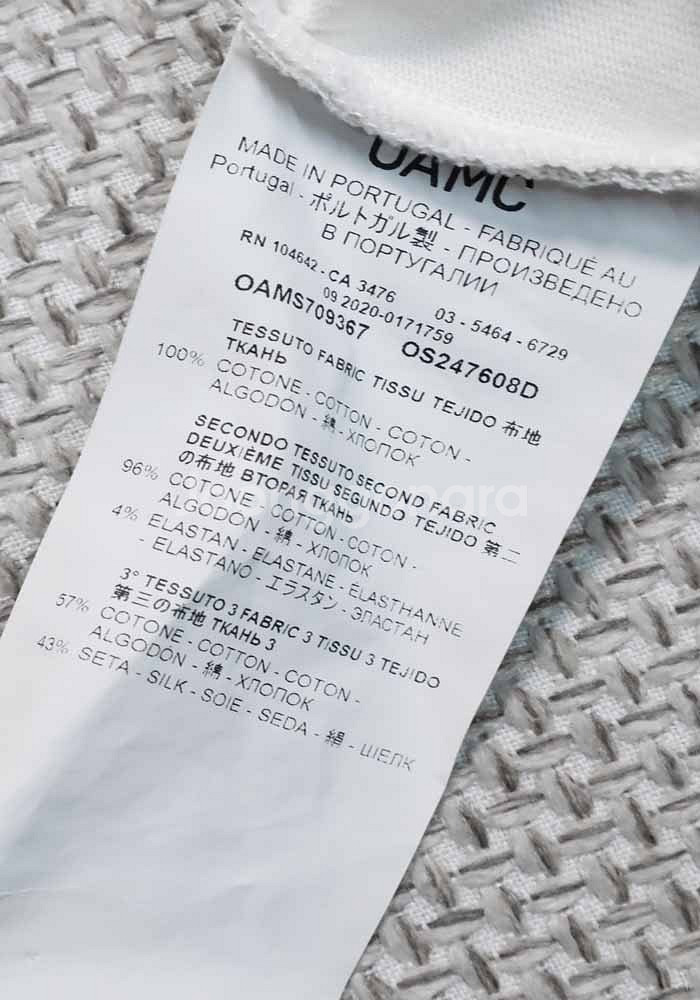 OAMC
MADE IN PORTUGAL - FABRIQUÉ AU
Portugal - ポルトガル製 - ПРОИЗВЕДЕНО
В ПОРТУГАЛИИ
RN 104642 - CA 3476 03 - 5464 - 6729
09 2020-0171759
OAMS709367 OS247608D
TESSUTO FABRIC TISSU TEJIDO 布地
ТКАНЬ
100% COTONE - COTTON - COTON -
ALGODÓN - 綿 - ХЛОПОК
SECONDO TESSUTO SECOND FABRIC
DEUXIÈME TISSU SEGUNDO TEJIDO 第二
の布地 ВТОРАЯ ТКАНЬ
96% COTONE - COTTON - COTON -
ALGODÓN - 綿 - ХЛОПОК
4% ELASTAN - ELASTANE - ÉLASTHANNE
- ELASTANO - エラスタン - ЭЛАСТАН
3° TESSUTO 3 FABRIC 3 TISSU 3 TEJIDO
第三の布地 ТКАНЬ 3
57% COTONE - COTTON - COTON -
ALGODÓN - 綿 - ХЛОПОК
43% SETA - SILK - SOIE - SEDA - 絹 - ШЕЛК